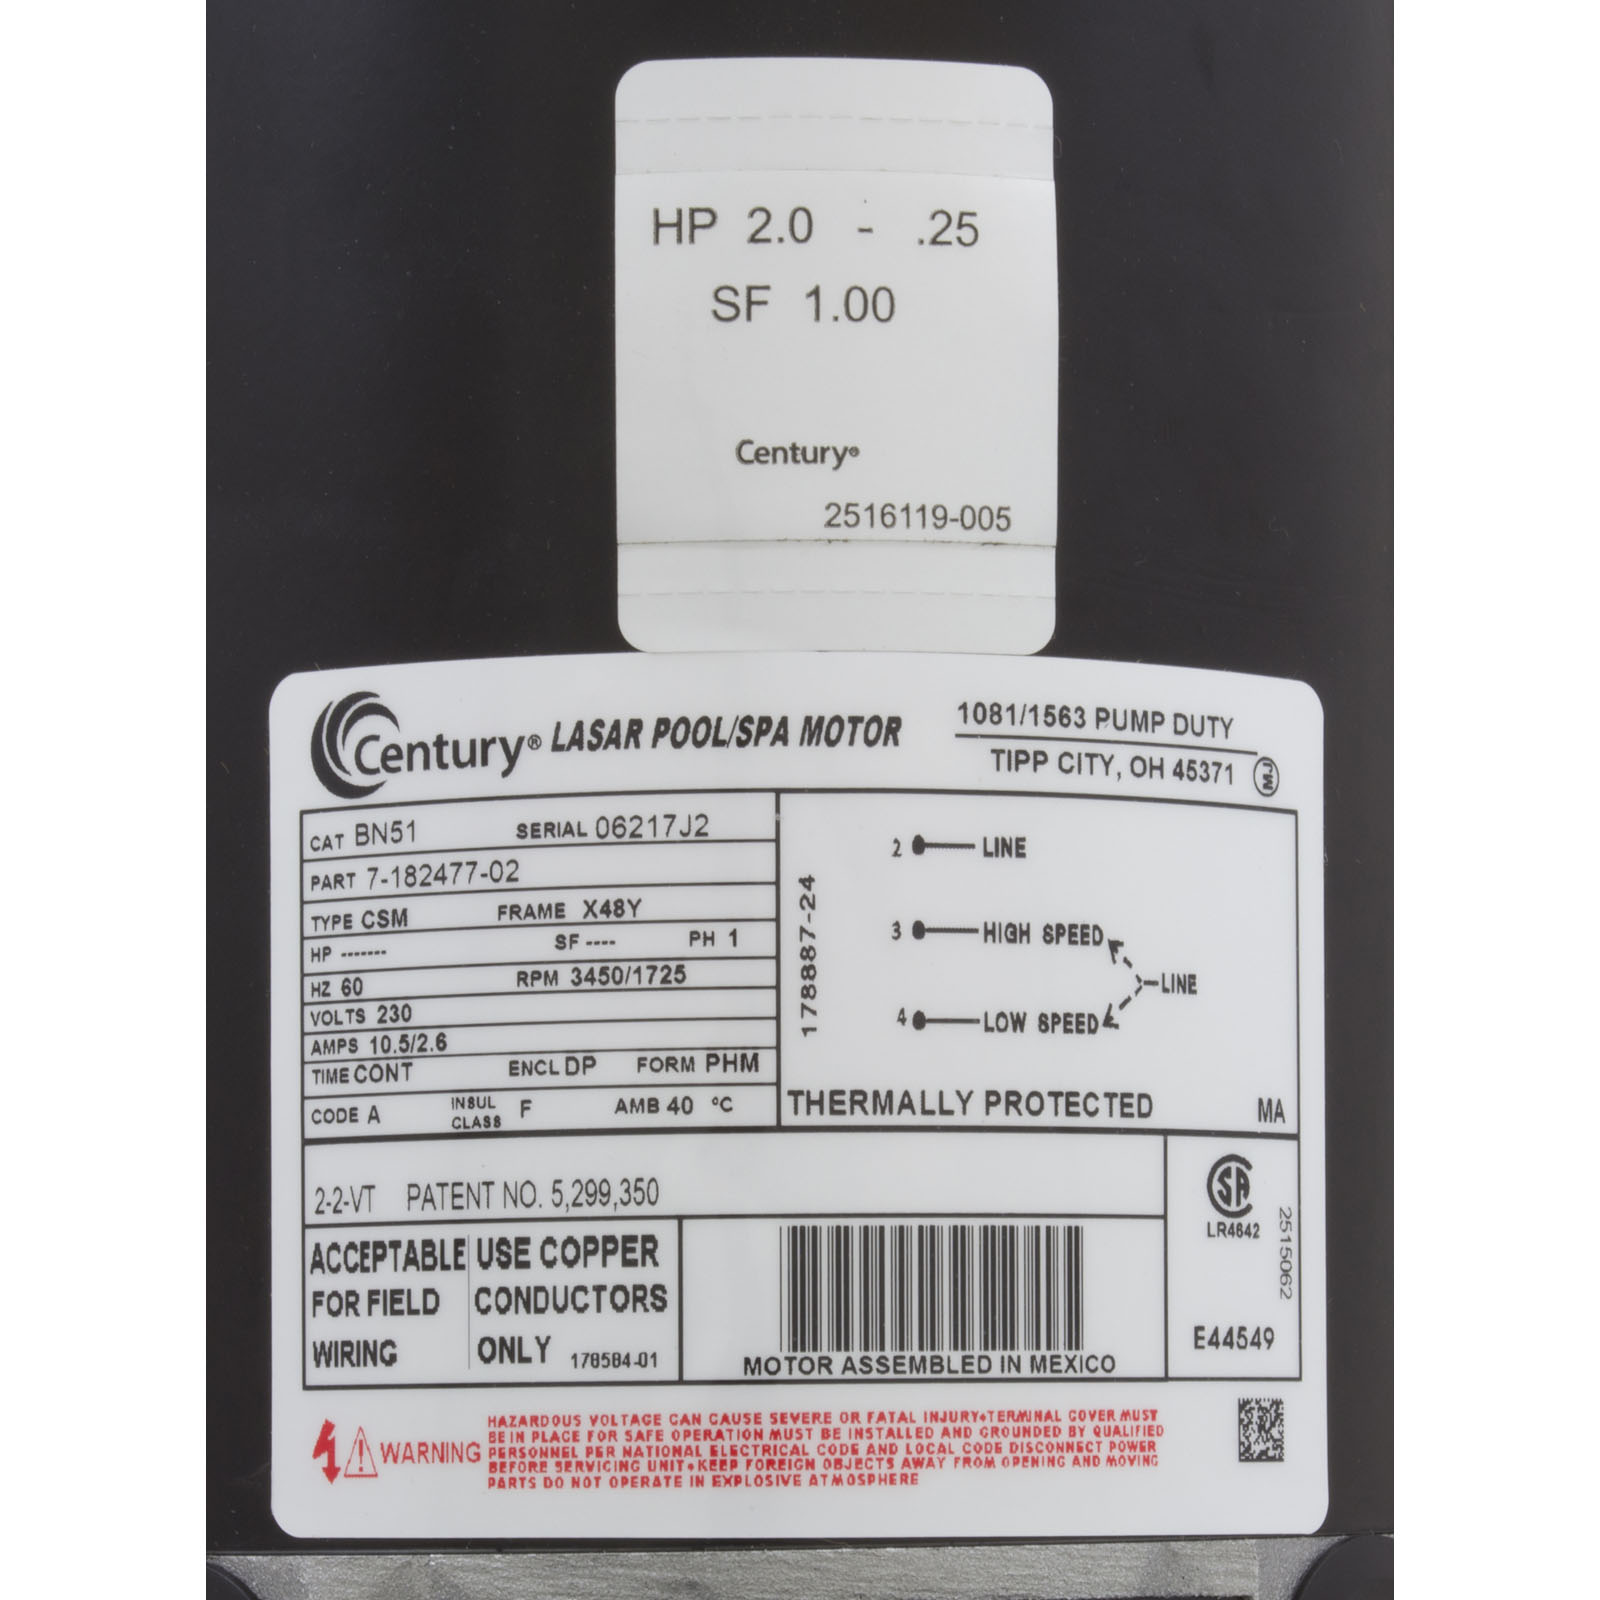 HP 2.0 - .25
SF 1.00
Century®
2516119-005
Century® LASAR POOL/SPA MOTOR
1081/1563 PUMP DUTY
TIPP CITY, OH 45371
MJ
CAT BN51 SERIAL 06217J2
PART 7-182477-02
TYPE CSM FRAME X48Y
HP ------- SF ---- PH 1
HZ 60 RPM 3450/1725
VOLTS 230
AMPS 10.5/2.6
TIME CONT ENCL DP FORM PHM
CODE A INSUL CLASS F AMB 40 °C
178887-24
2 LINE
3 HIGH SPEED
LINE
4 LOW SPEED
THERMALLY PROTECTED MA
2-2-VT PATENT NO. 5,299,350
ACCEPTABLE
FOR FIELD
WIRING
USE COPPER
CONDUCTORS
ONLY 178584-01
MOTOR ASSEMBLED IN MEXICO
SA
LR4642
2515062
E44549
WARNING
HAZARDOUS VOLTAGE CAN CAUSE SEVERE OR FATAL INJURY•TERMINAL COVER MUST
BE IN PLACE FOR SAFE OPERATION MUST BE INSTALLED AND GROUNDED BY QUALIFIED
PERSONNEL PER NATIONAL ELECTRICAL CODE AND LOCAL CODE DISCONNECT POWER
BEFORE SERVICING UNIT•KEEP FOREIGN OBJECTS AWAY FROM OPENING AND MOVING
PARTS DO NOT OPERATE IN EXPLOSIVE ATMOSPHERE